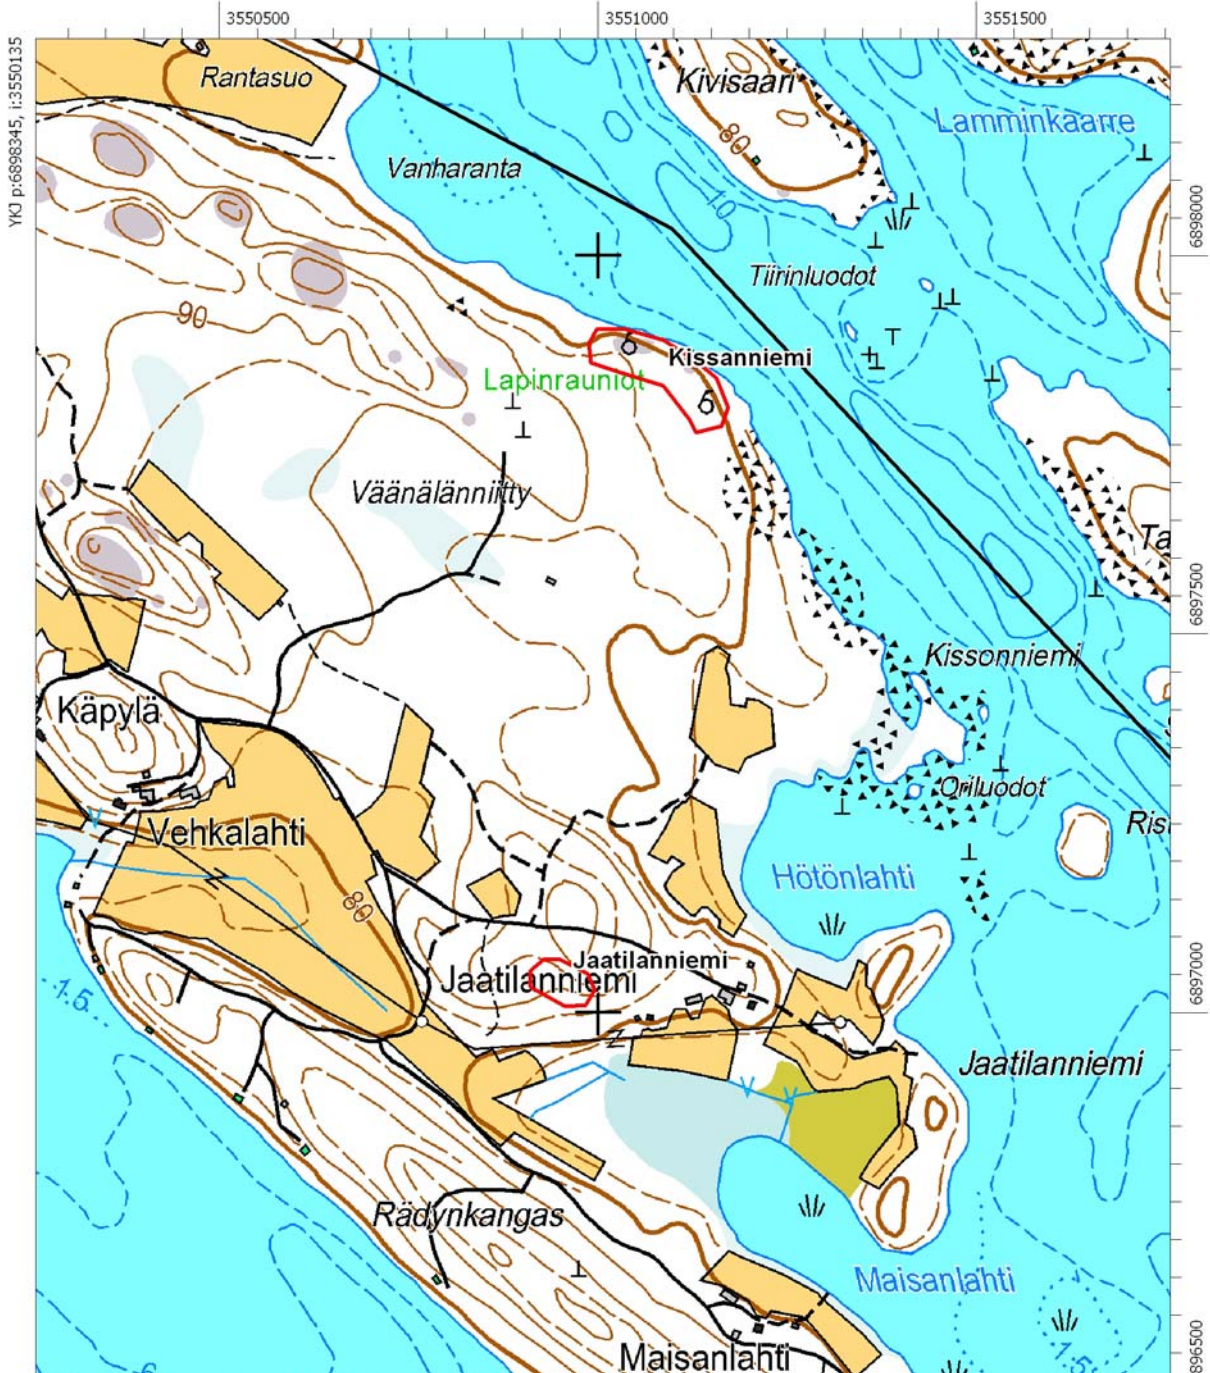 3550500
3551000
3551500
YKJ p:6898345, i:3550135
Rantasuo
Kivisaari
80
Lamminkaarre
Vanharanta
10
6898000
Tiirinluodot
90
Kissanniemi
Lapinrauniot
Väänälänniitty
Ta
6897500
Kissonniemi
Käpylä
Oriluodot
Vehkalahti
Ris
Hötönlahti
80
Jaatilanniemi
Jaatilanniemi
6897000
1.5
Jaatilanniemi
Rädynkangas
Maisanlahti
Maisanlahti
1.5
896500